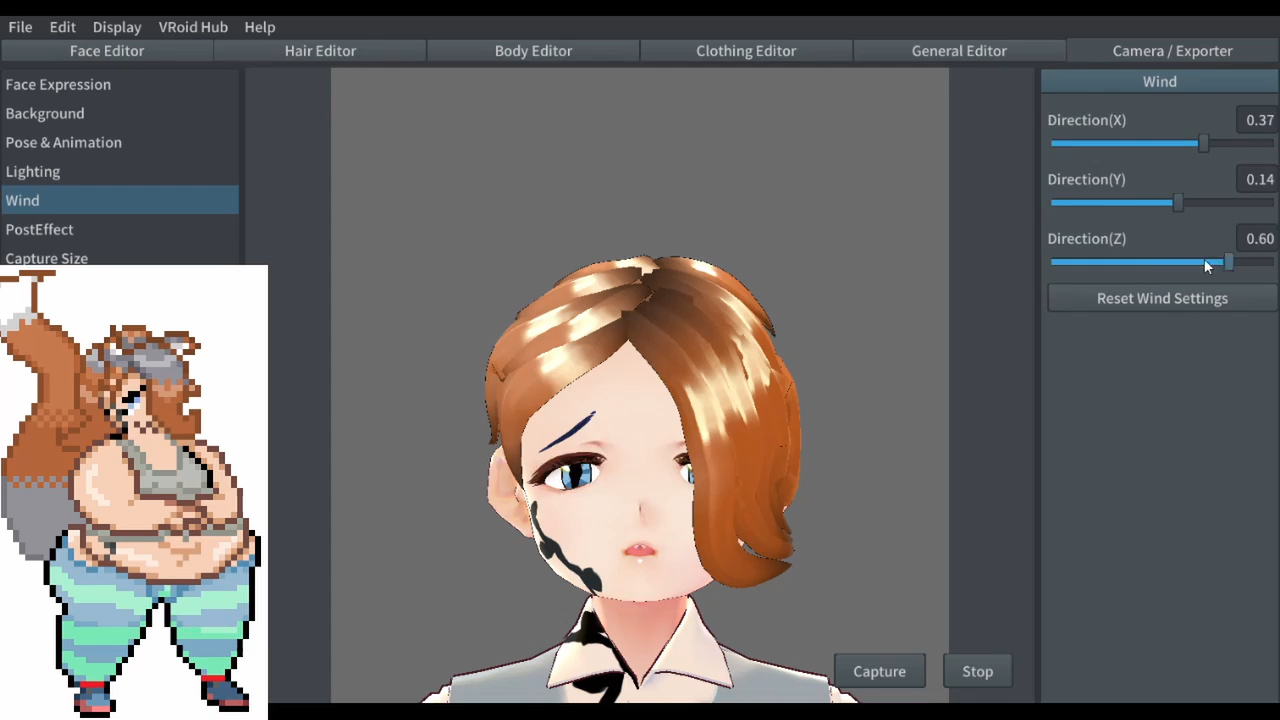 File Edit Display VRoid Hub Help
Face Editor Hair Editor Body Editor Clothing Editor General Editor Camera / Exporter
Face Expression
Background
Pose & Animation
Lighting
Wind
PostEffect
Capture Size
Wind
Direction(X) 0.37
Direction(Y) 0.14
Direction(Z) 0.60
Reset Wind Settings
Capture Stop